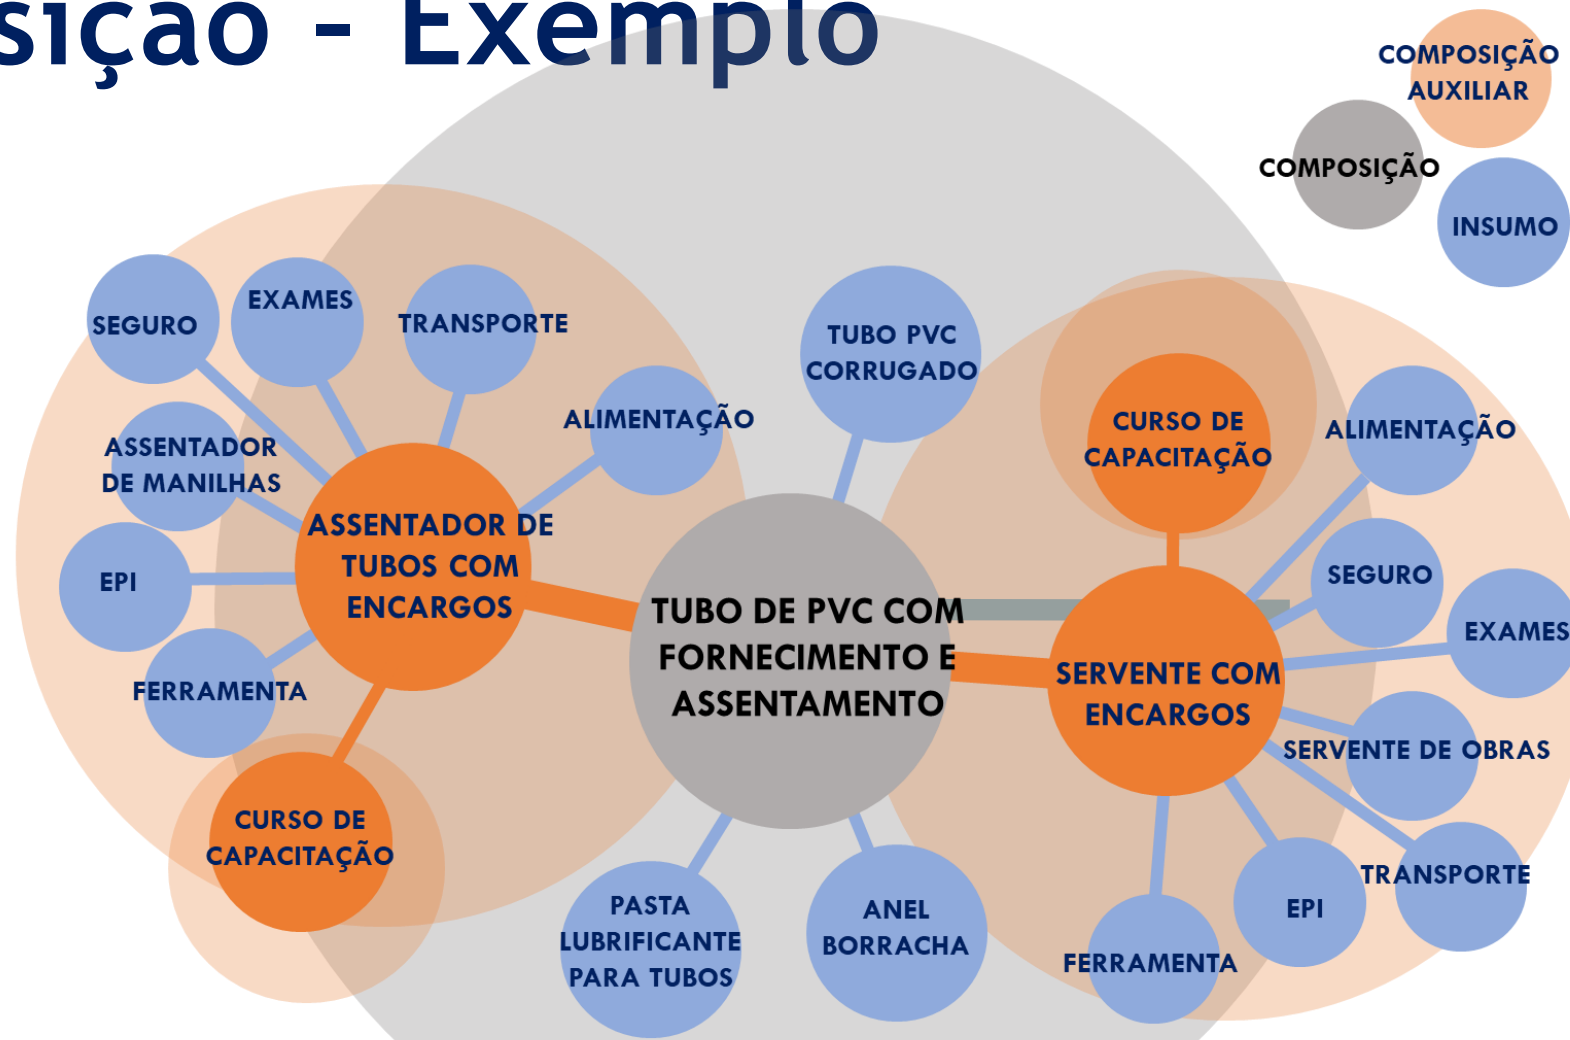 sição - Exemplo
COMPOSIÇÃO
AUXILIAR
COMPOSIÇÃO
INSUMO
SEGURO
EXAMES
TRANSPORTE
ALIMENTAÇÃO
ASSENTADOR
DE MANILHAS
EPI
FERRAMENTA
ASSENTADOR DE
TUBOS COM
ENCARGOS
CURSO DE
CAPACITAÇÃO
TUBO PVC
CORRUGADO
TUBO DE PVC COM
FORNECIMENTO E
ASSENTAMENTO
PASTA
LUBRIFICANTE
PARA TUBOS
ANEL
BORRACHA
CURSO DE
CAPACITAÇÃO
SERVENTE COM
ENCARGOS
ALIMENTAÇÃO
SEGURO
EXAMES
SERVENTE DE OBRAS
TRANSPORTE
EPI
FERRAMENTA